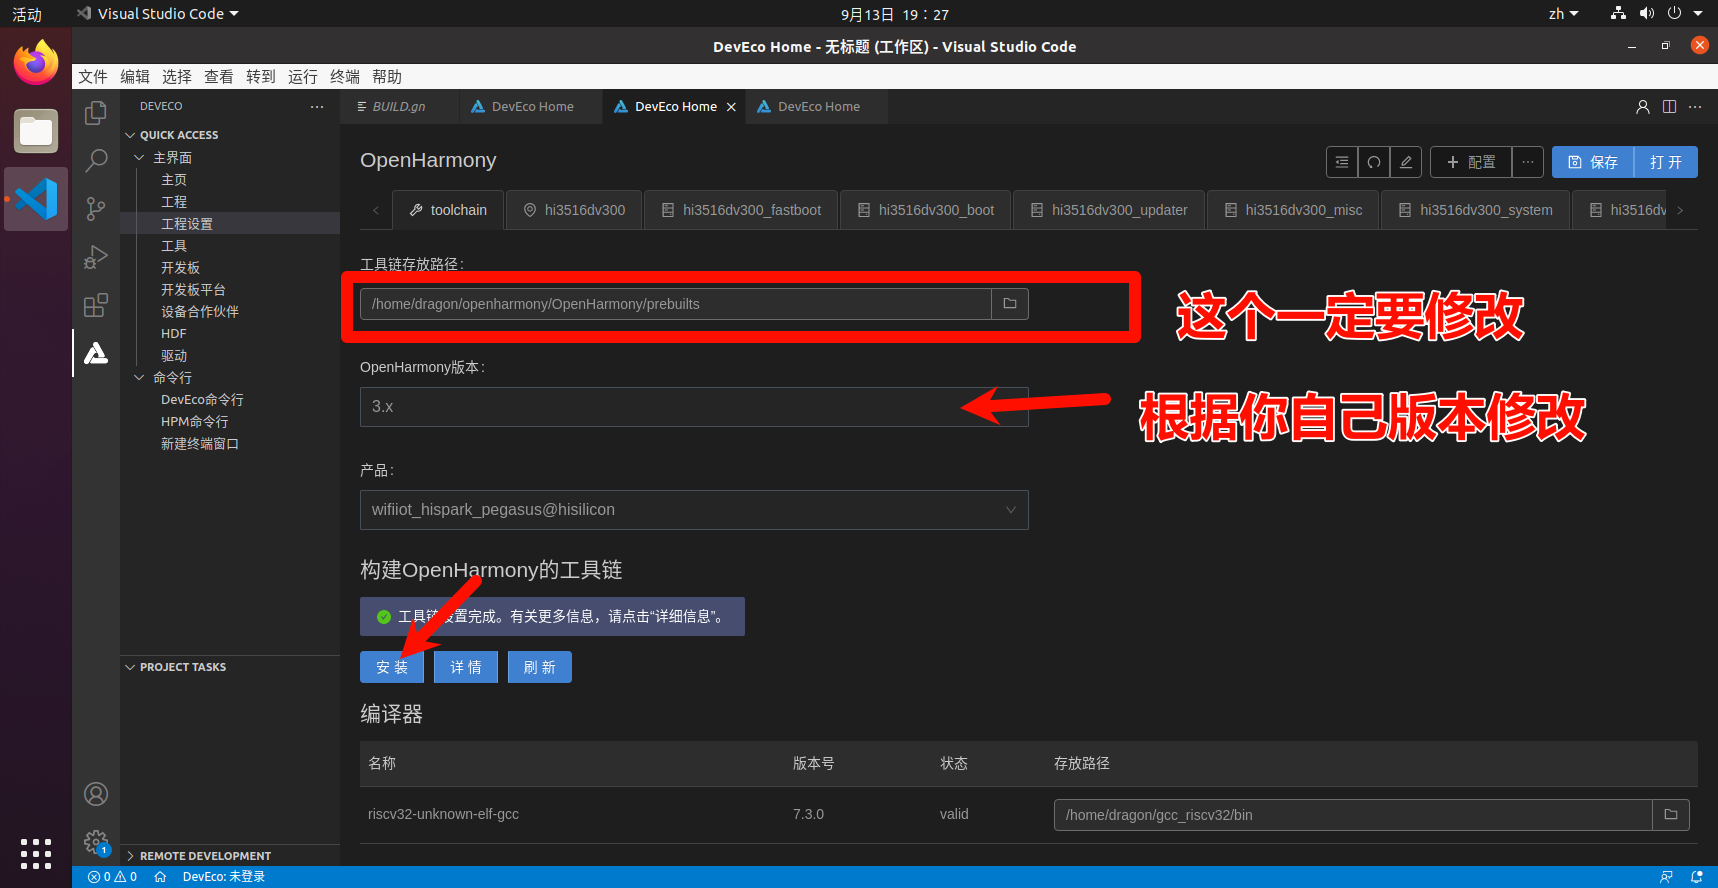 活动
Visual Studio Code
9月13日 19：27
zh
DevEco Home - 无标题 (工作区) - Visual Studio Code
文件 编辑 选择 查看 转到 运行 终端 帮助
DEVECO
QUICK ACCESS
主界面
主页
工程
工程设置
工具
开发板
开发板平台
设备合作伙伴
HDF
驱动
命令行
DevEco命令行
HPM命令行
新建终端窗口
PROJECT TASKS
REMOTE DEVELOPMENT
BUILD.gn
DevEco Home
DevEco Home
DevEco Home
OpenHarmony
配置
保存
打开
toolchain
hi3516dv300
hi3516dv300_fastboot
hi3516dv300_boot
hi3516dv300_updater
hi3516dv300_misc
hi3516dv300_system
hi3516dv
工具链存放路径:
/home/dragon/openharmony/OpenHarmony/prebuilts
这个一定要修改
OpenHarmony版本:
3.x
根据你自己版本修改
产品:
wifiiot_hispark_pegasus@hisilicon
构建OpenHarmony的工具链
工具链设置完成。有关更多信息，请点击“详细信息”。
安装
详情
刷新
编译器
名称 版本号 状态 存放路径
riscv32-unknown-elf-gcc 7.3.0 valid /home/dragon/gcc_riscv32/bin
1
0 0
DevEco: 未登录